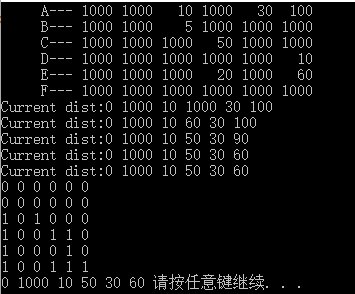 A--- 1000 1000 10 1000 30 100
B--- 1000 1000 5 1000 1000 1000
C--- 1000 1000 1000 50 1000 1000
D--- 1000 1000 1000 1000 1000 10
E--- 1000 1000 1000 20 1000 60
F--- 1000 1000 1000 1000 1000 1000
Current dist:0 1000 10 1000 30 100
Current dist:0 1000 10 60 30 100
Current dist:0 1000 10 50 30 90
Current dist:0 1000 10 50 30 60
Current dist:0 1000 10 50 30 60
0 0 0 0 0 0
0 0 0 0 0 0
1 0 1 0 0 0
1 0 0 1 1 0
1 0 0 0 1 0
1 0 0 1 1 1
0 1000 10 50 30 60 请按任意键继续. . .